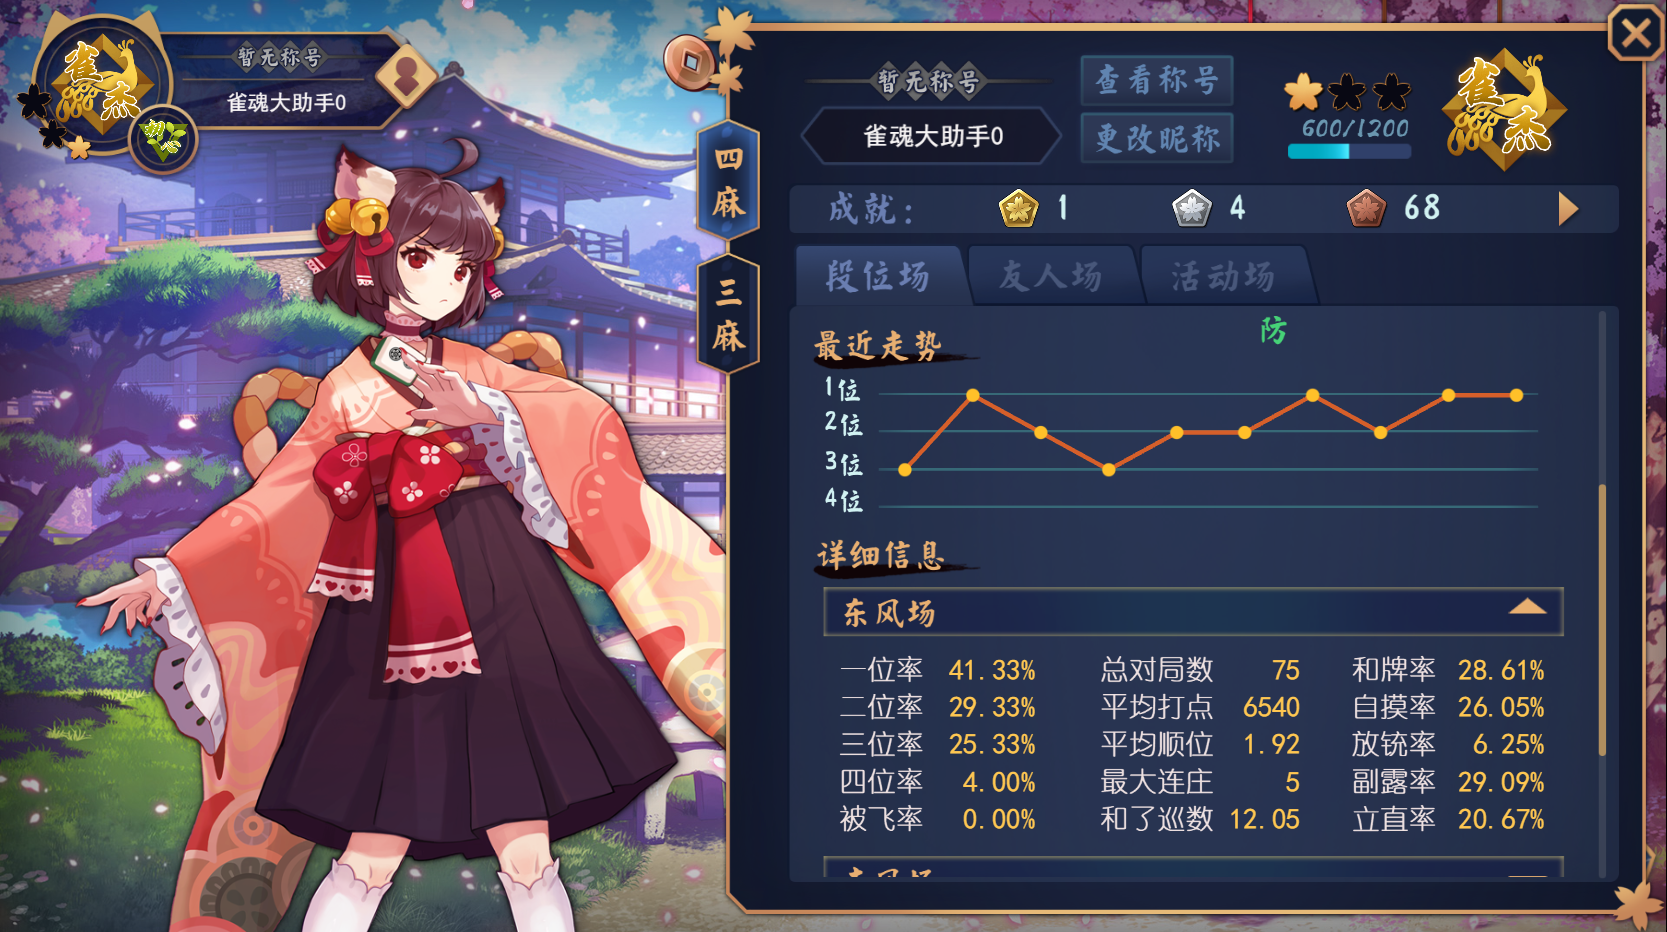 暂无称号
雀魂大助手0
雀杰
初心
四麻
三麻
暂无称号
雀魂大助手0
查看称号
更改昵称
600/1200
雀杰
成就: 1 4 68
段位场 友人场 活动场
防
最近走势
1位
2位
3位
4位
详细信息
东风场
一位率 41.33% 总对局数 75 和牌率 28.61%
二位率 29.33% 平均打点 6540 自摸率 26.05%
三位率 25.33% 平均顺位 1.92 放铳率 6.25%
四位率 4.00% 最大连庄 5 副露率 29.09%
被飞率 0.00% 和了巡数 12.05 立直率 20.67%